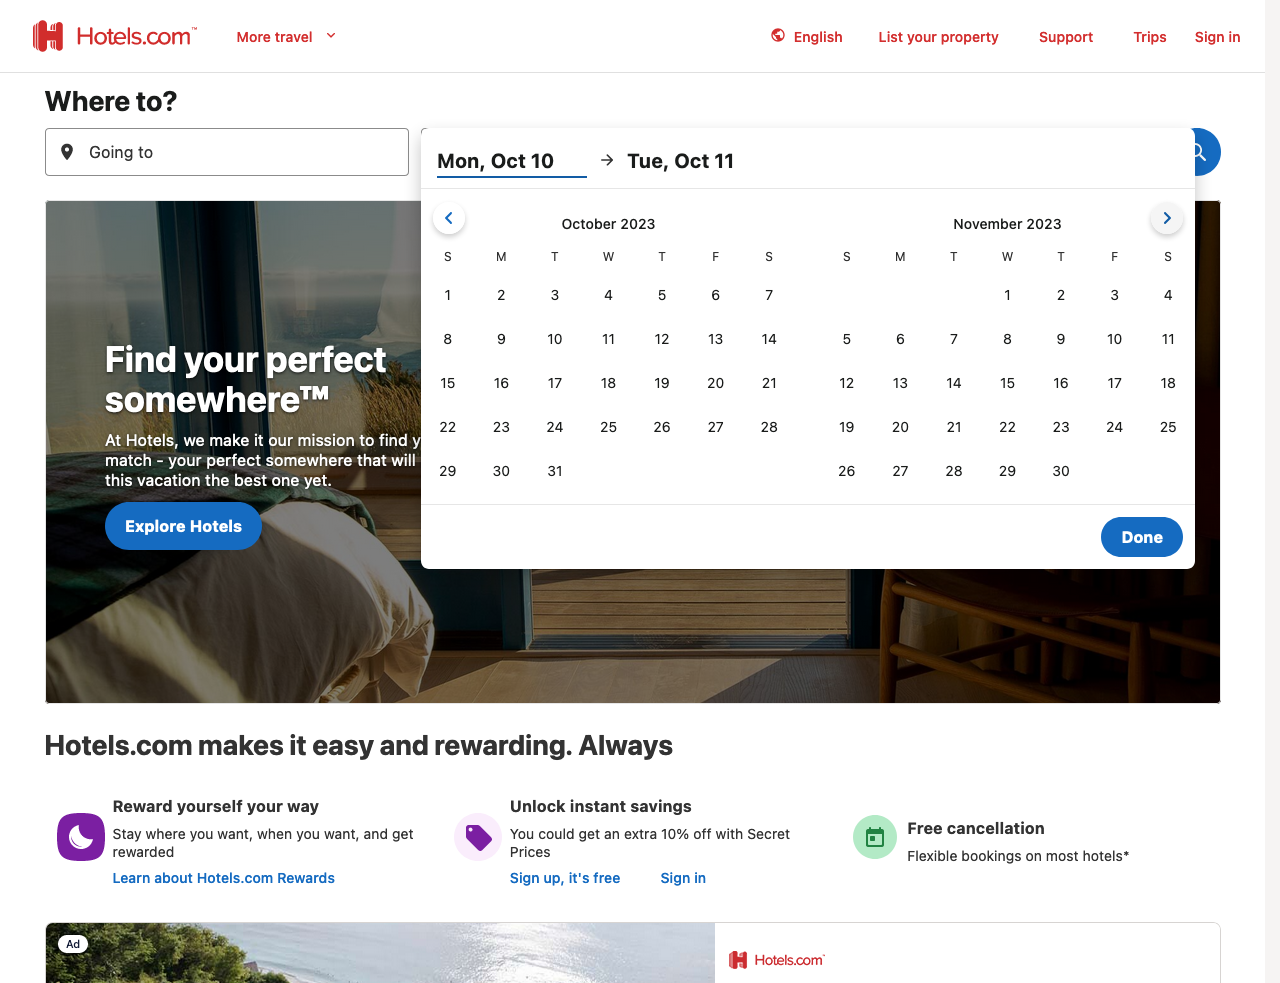 Hotels.com™
More travel
English
List your property
Support
Trips
Sign in
Where to?
Going to
Mon, Oct 10
Tue, Oct 11
October 2023
S M T W T F S
1 2 3 4 5 6 7
8 9 10 11 12 13 14
15 16 17 18 19 20 21
22 23 24 25 26 27 28
29 30 31
November 2023
S M T W T F S
1 2 3 4
5 6 7 8 9 10 11
12 13 14 15 16 17 18
19 20 21 22 23 24 25
26 27 28 29 30
Done
Find your perfect
somewhere™
At Hotels, we make it our mission to find
match - your perfect somewhere that will
this vacation the best one yet.
Explore Hotels
Hotels.com makes it easy and rewarding. Always
Reward yourself your way
Stay where you want, when you want, and get
rewarded
Learn about Hotels.com Rewards
Unlock instant savings
You could get an extra 10% off with Secret
Prices
Sign up, it's free
Sign in
Free cancellation
Flexible bookings on most hotels*
Ad
Hotels.com